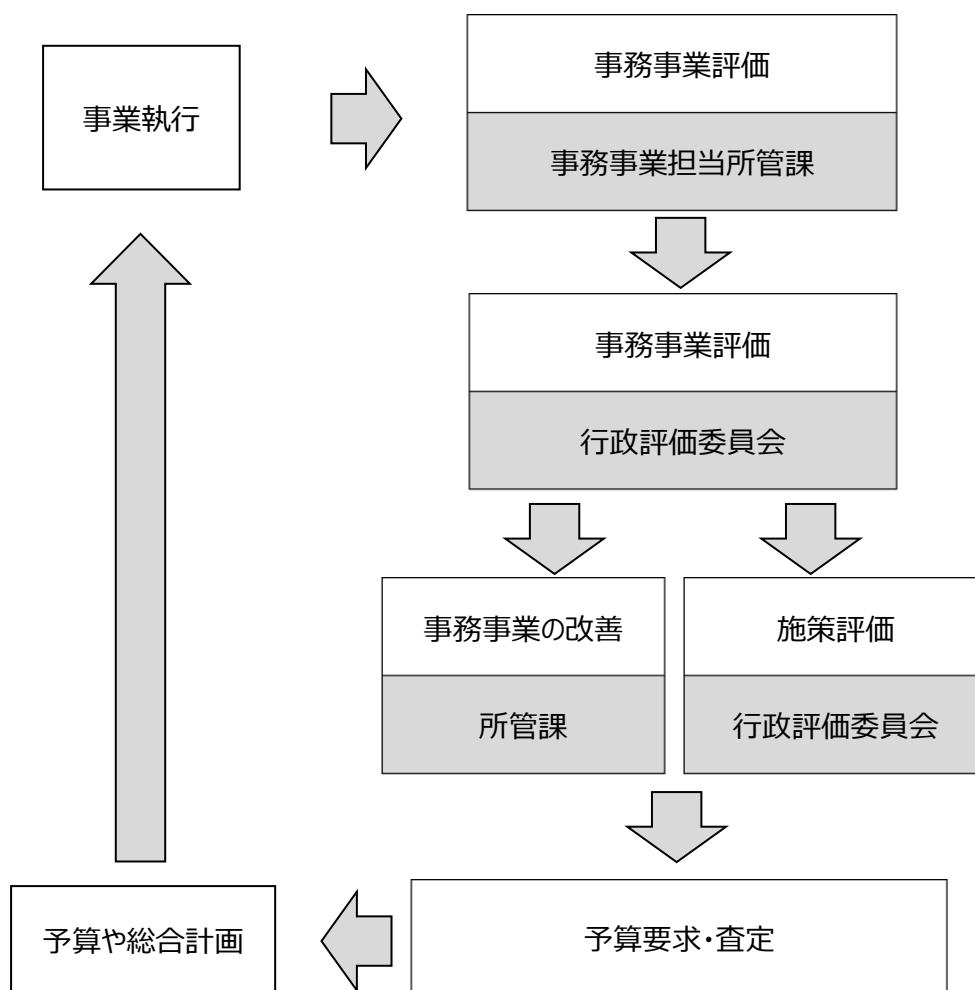 事業執行
事務事業評価
事務事業担当所管課
事務事業評価
行政評価委員会
事務事業の改善
所管課
施策評価
行政評価委員会
予算要求・査定
予算や総合計画